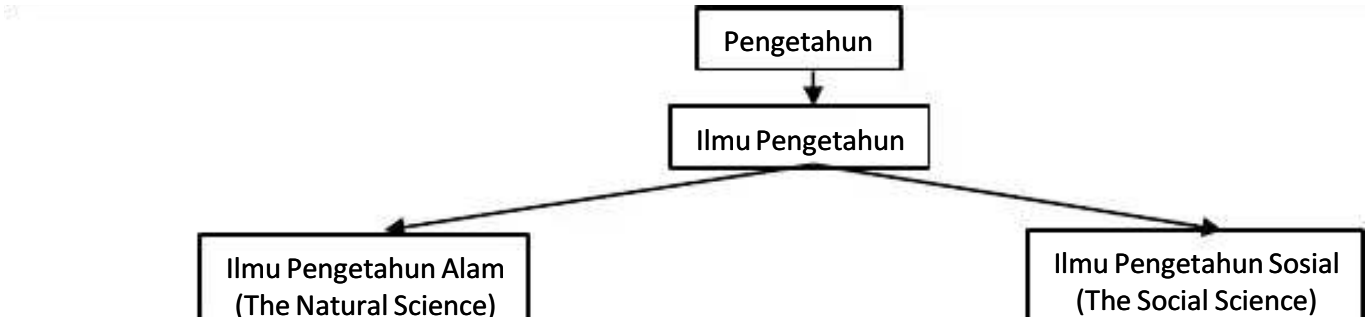 Pengetahun
Ilmu Pengetahun
Ilmu Pengetahun Alam
(The Natural Science)
Ilmu Pengetahun Sosial
(The Social Science)